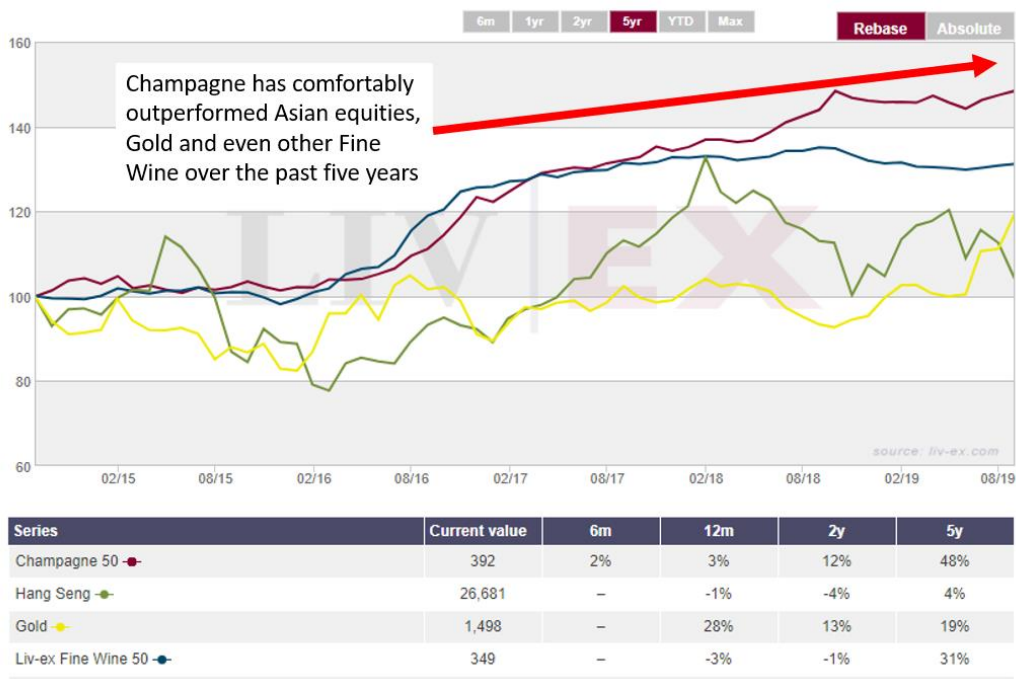 6m 1yr 2yr 5yr YTD Max Rebase Absolute
160
Champagne has comfortably
outperformed Asian equities,
Gold and even other Fine
Wine over the past five years
140
120
LIV EX
100
80
source: liv-ex.com
60
02/15 08/15 02/16 08/16 02/17 08/17 02/18 08/18 02/19 08/19
Series Current value 6m 12m 2y 5y
Champagne 50 392 2% 3% 12% 48%
Hang Seng 26,681 – -1% -4% 4%
Gold 1,498 – 28% 13% 19%
Liv-ex Fine Wine 50 349 – -3% -1% 31%